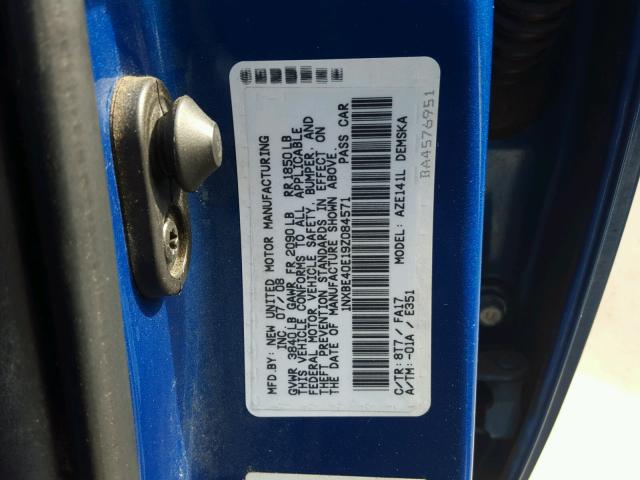 MFD.BY: NEW UNITED MOTOR MANUFACTURING
INC. 07/08
GVWR 3840LB GAWR FR 2090LB RR1850LB
THIS VEHICLE CONFORMS TO ALL APPLICABLE
FEDERAL MOTOR VEHICLE SAFETY, BUMPER, AND
THEFT PREVENTION STANDARDS IN EFFECT ON
THE DATE OF MANUFACTURE SHOWN ABOVE.
1NXBE40E19Z084571 PASS CAR
C/TR: 8T7/FA17 MODEL: AZE141L DEMSKA
A/TM: -01A/E351
BA4576951